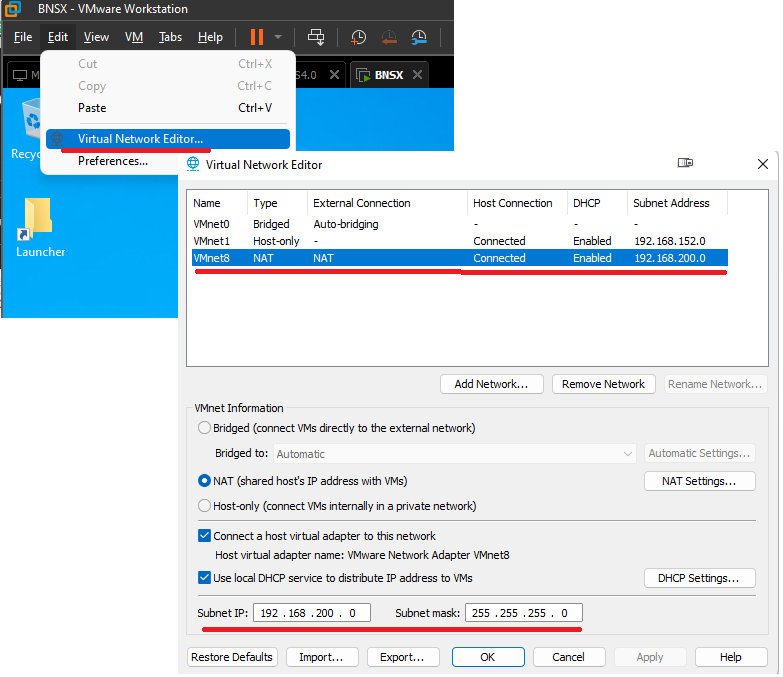 BNSX - VMware Workstation
File Edit View VM Tabs Help
Cut Ctrl+X
Copy Ctrl+C
Paste Ctrl+V
Virtual Network Editor...
Preferences...
M
S4.0
BNSX
Recyc
Launcher
Virtual Network Editor
Name Type External Connection Host Connection DHCP Subnet Address
VMnet0 Bridged Auto-bridging - - -
VMnet1 Host-only - Connected Enabled 192.168.152.0
VMnet8 NAT NAT Connected Enabled 192.168.200.0
Add Network... Remove Network Rename Network...
VMnet Information
Bridged (connect VMs directly to the external network)
Bridged to: Automatic Automatic Settings...
NAT (shared host's IP address with VMs) NAT Settings...
Host-only (connect VMs internally in a private network)
Connect a host virtual adapter to this network
Host virtual adapter name: VMware Network Adapter VMnet8
Use local DHCP service to distribute IP address to VMs DHCP Settings...
Subnet IP: 192 . 168 . 200 . 0 Subnet mask: 255 . 255 . 255 . 0
Restore Defaults Import... Export... OK Cancel Apply Help